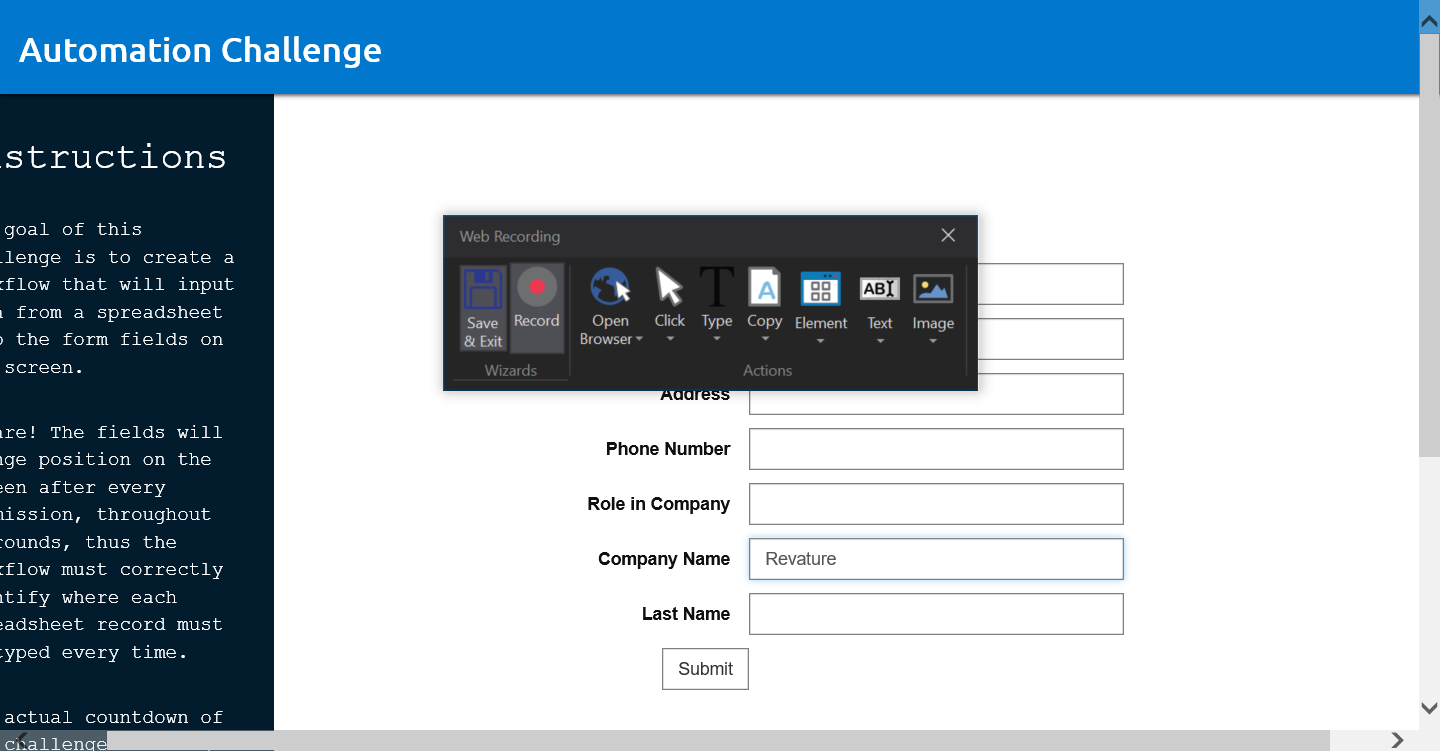 Automation Challenge
structions
goal of this
llenge is to create a
kflow that will input
from a spreadsheet
the form fields on
screen.
are! The fields will
nge position on the
een after every
mission, throughout
rounds, thus the
kflow must correctly
ntify where each
eadsheet record must
typed every time.
actual countdown of
challenge
Web Recording
Save & Exit
Record
Open Browser
Click
Type
Copy
Element
Text
Image
Wizards
Actions
Address
Phone Number
Role in Company
Company Name Revature
Last Name
Submit